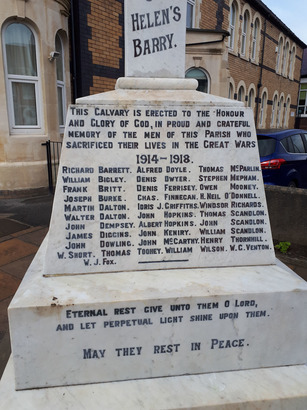 HELEN'S
BARRY.
THIS CALVARY IS ERECTED TO THE HONOUR
AND GLORY OF GOD, IN PROUD AND GRATEFUL
MEMORY OF THE MEN OF THIS PARISH WHO
SACRIFICED THEIR LIVES IN THE GREAT WARS
1914-1918.
RICHARD BARRETT. ALFRED DOYLE. THOS MCPARLIN.
WILLIAM BIGLEY. DENIS DWYER. STEPHEN MEPHAM.
FRANK BRITT. DENIS FERRISEY. OWEN MOONEY.
JOSEPH BURKE. CHAS. FINNEGAN. H. NEIL O'DONNELL.
MARTIN DALTON. IDRIS J. GRIFFITHS. WINDSOR RICHARDS.
WALTER DALTON. JOHN HOPKINS. THOMAS SCANDLON.
JOHN DEMPSEY. ALBERT HOPKINS. JOHN SCANDLON.
JAMES DIGGINS. JOHN KENIRY. WILLIAM SCANDLON.
JOHN DOWLING. JOHN MCCARTHY. HENRY THORNHILL.
W. SHORT. THOMAS TOOHEY. WILLIAM WILSON. W. G. VENTON.
W. J. FOX.
ETERNAL REST GIVE UNTO THEM O LORD,
AND LET PERPETUAL LIGHT SHINE UPON THEM.
MAY THEY REST IN PEACE.